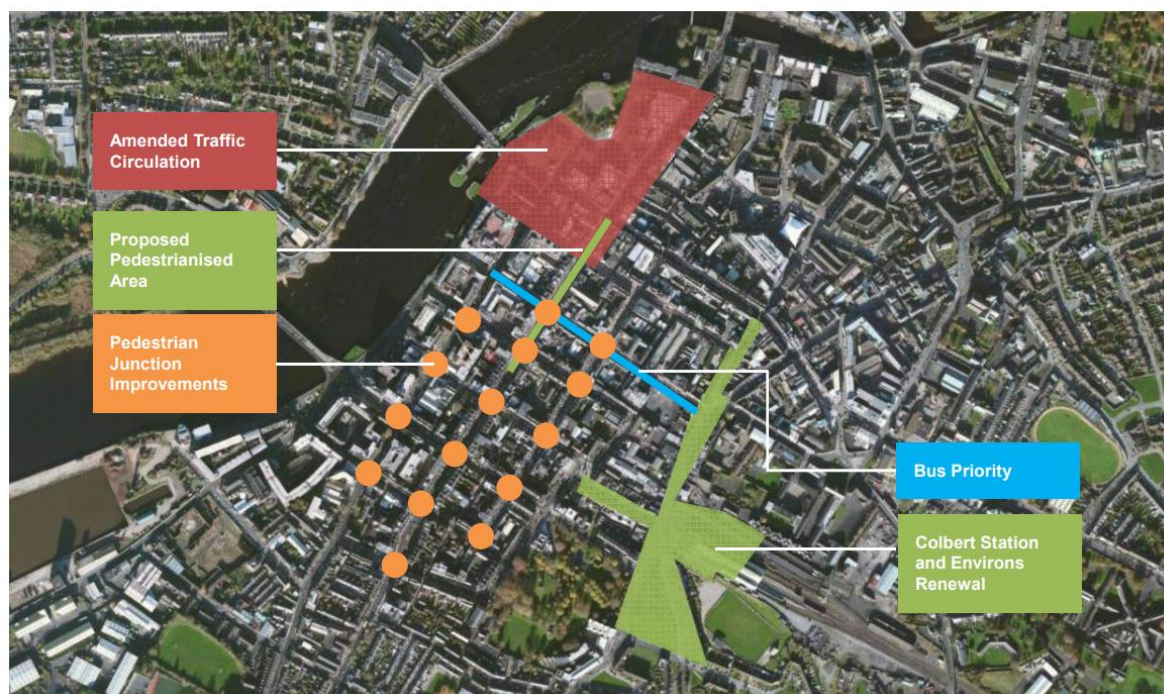 Amended Traffic
Circulation
Proposed
Pedestrianised
Area
Pedestrian
Junction
Improvements
Bus Priority
Colbert Station
and Environs
Renewal